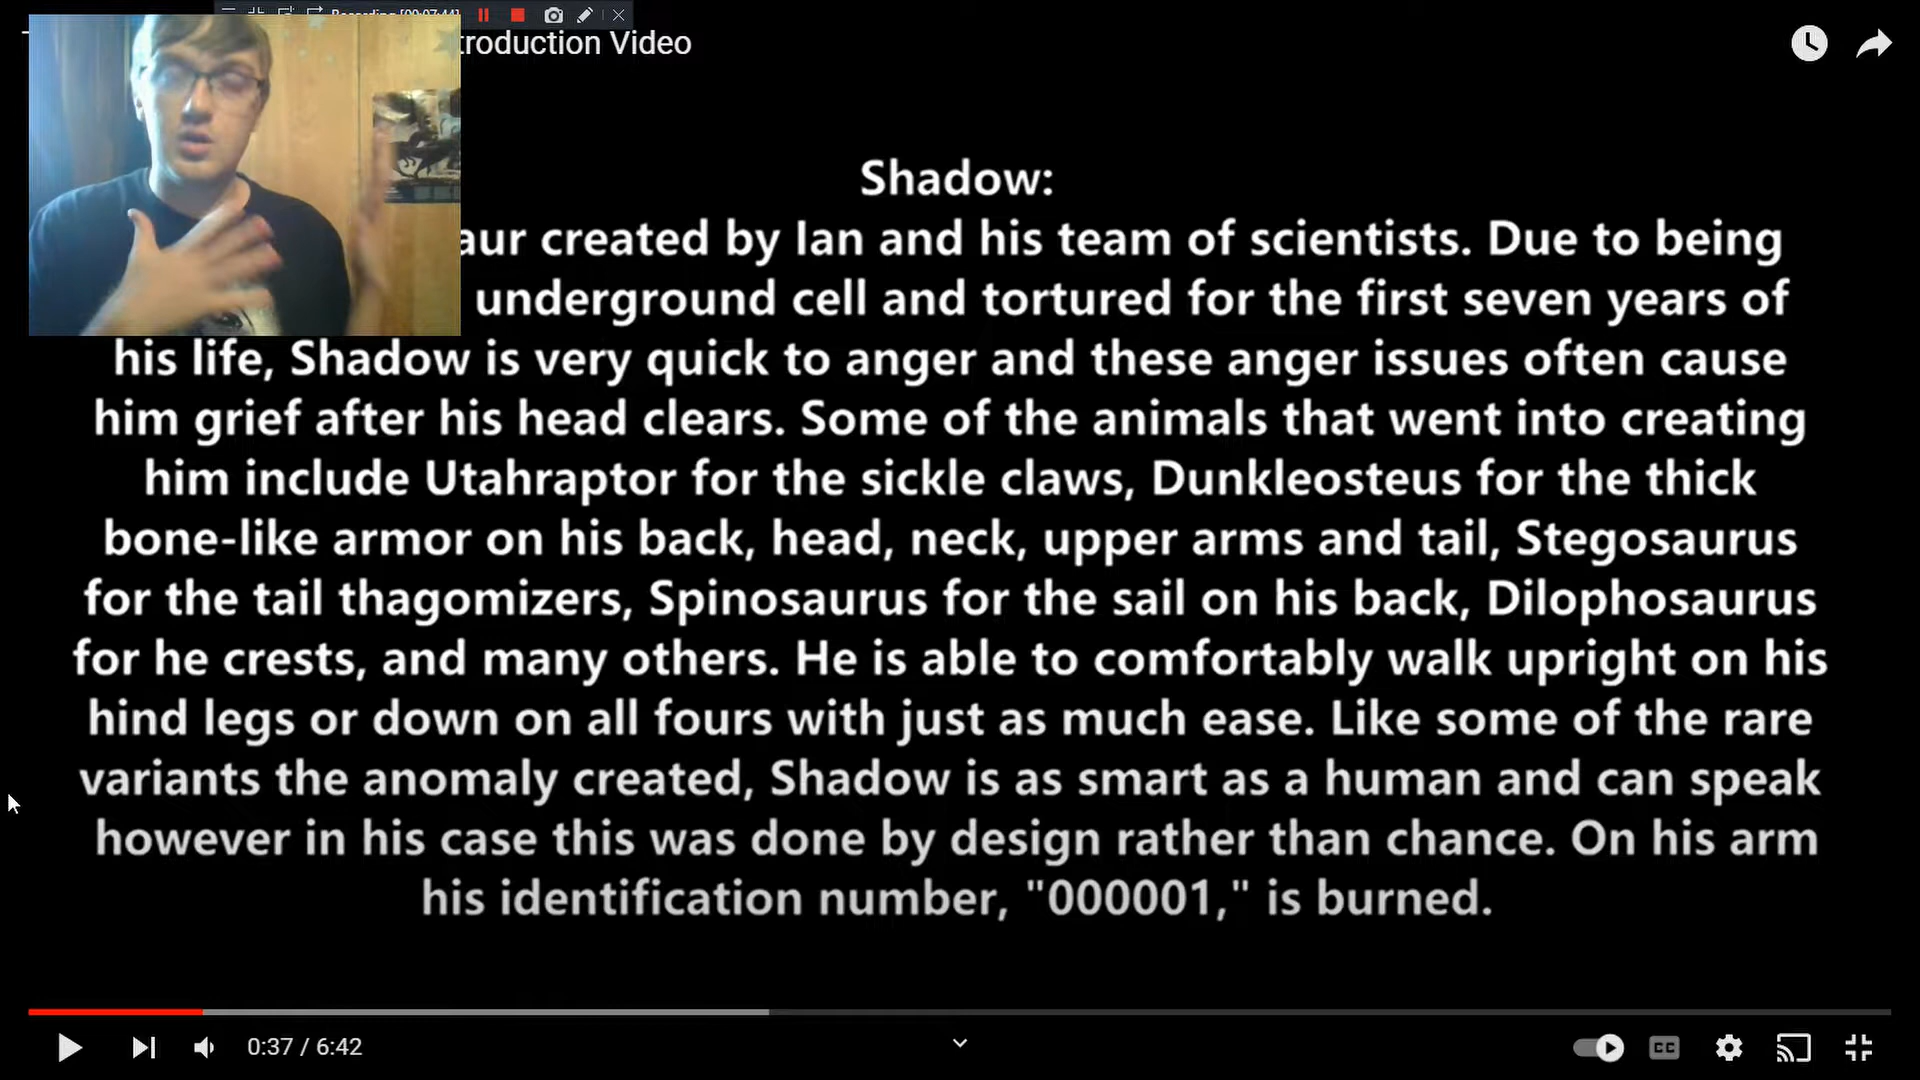 Recording [00:07:44]
troduction Video
Shadow:
aur created by Ian and his team of scientists. Due to being
underground cell and tortured for the first seven years of
his life, Shadow is very quick to anger and these anger issues often cause
him grief after his head clears. Some of the animals that went into creating
him include Utahraptor for the sickle claws, Dunkleosteus for the thick
bone-like armor on his back, head, neck, upper arms and tail, Stegosaurus
for the tail thagomizers, Spinosaurus for the sail on his back, Dilophosaurus
for he crests, and many others. He is able to comfortably walk upright on his
hind legs or down on all fours with just as much ease. Like some of the rare
variants the anomaly created, Shadow is as smart as a human and can speak
however in his case this was done by design rather than chance. On his arm
his identification number, "000001," is burned.
0:37 / 6:42
CC